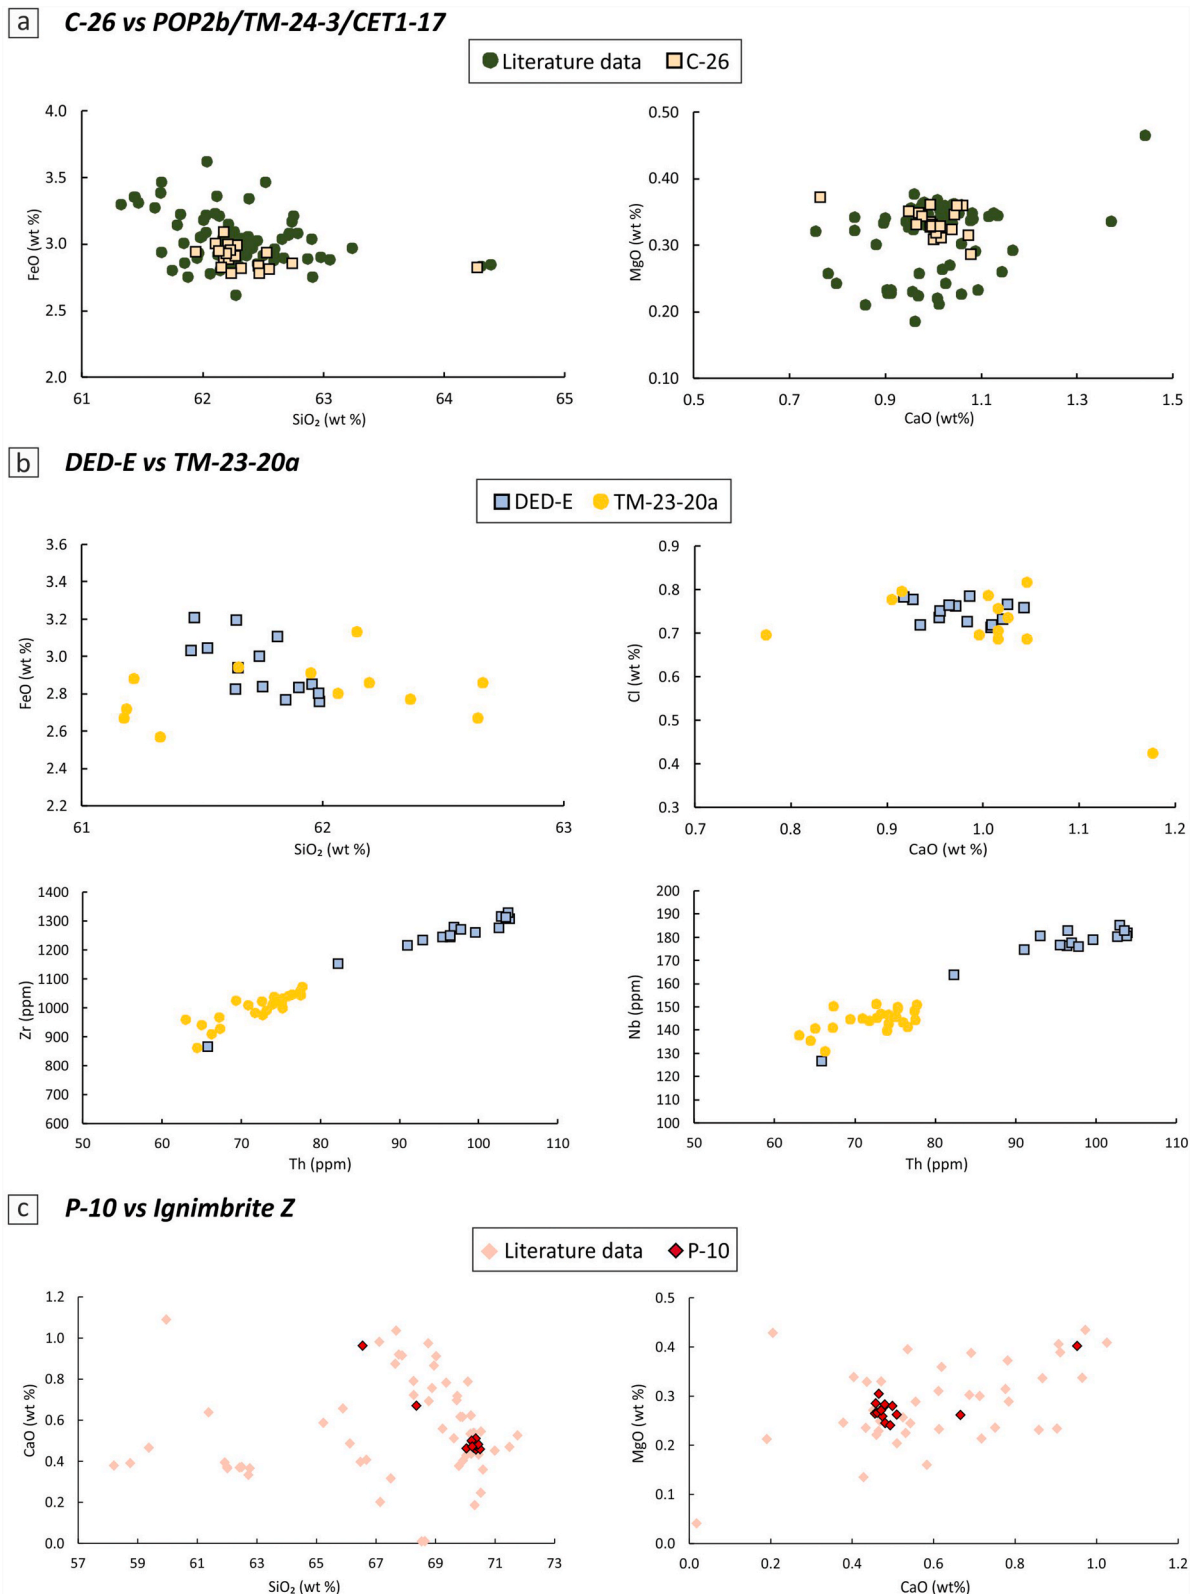 a C-26 vs POP2b/TM-24-3/CET1-17
Literature data C-26
4.0
3.5
3.0
2.5
2.0
FeO (wt %)
61 62 63 64 65
SiO₂ (wt %)
0.50
0.40
0.30
0.20
0.10
MgO (wt %)
0.5 0.7 0.9 1.1 1.3 1.5
CaO (wt%)
b DED-E vs TM-23-20a
DED-E TM-23-20a
3.6
3.4
3.2
3.0
2.8
2.6
2.4
2.2
FeO (wt %)
61 62 63
SiO₂ (wt %)
0.9
0.8
0.7
0.6
0.5
0.4
0.3
Cl (wt %)
0.7 0.8 0.9 1.0 1.1 1.2
CaO (wt %)
1400
1300
1200
1100
1000
900
800
700
600
Zr (ppm)
50 60 70 80 90 100 110
Th (ppm)
200
190
180
170
160
150
140
130
120
110
100
Nb (ppm)
50 60 70 80 90 100 110
Th (ppm)
c P-10 vs Ignimbrite Z
Literature data P-10
1.2
1.0
0.8
0.6
0.4
0.2
0.0
CaO (wt %)
57 59 61 63 65 67 69 71 73
SiO₂ (wt %)
0.5
0.4
0.3
0.2
0.1
0.0
MgO (wt %)
0.0 0.2 0.4 0.6 0.8 1.0 1.2
CaO (wt%)